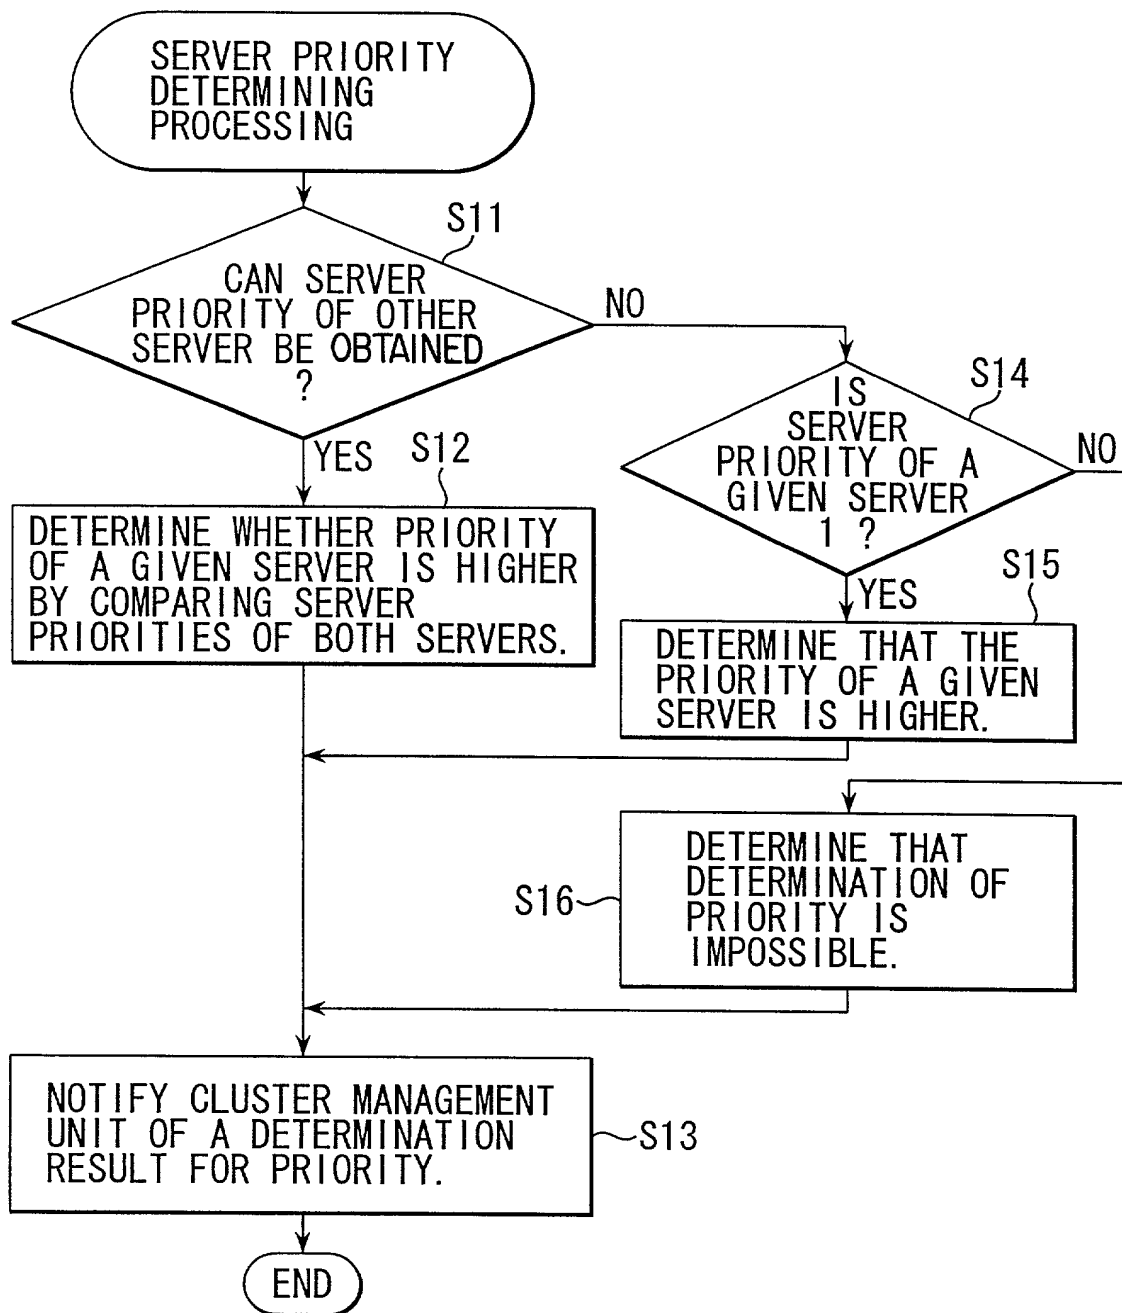 SERVER PRIORITY
DETERMINING
PROCESSING
S11
CAN SERVER
PRIORITY OF OTHER
SERVER BE OBTAINED
?
NO
YES
S12
DETERMINE WHETHER PRIORITY
OF A GIVEN SERVER IS HIGHER
BY COMPARING SERVER
PRIORITIES OF BOTH SERVERS.
S14
IS
SERVER
PRIORITY OF A
GIVEN SERVER
1 ?
NO
YES
S15
DETERMINE THAT THE
PRIORITY OF A GIVEN
SERVER IS HIGHER.
S16
DETERMINE THAT
DETERMINATION OF
PRIORITY IS
IMPOSSIBLE.
NOTIFY CLUSTER MANAGEMENT
UNIT OF A DETERMINATION
RESULT FOR PRIORITY.
S13
END